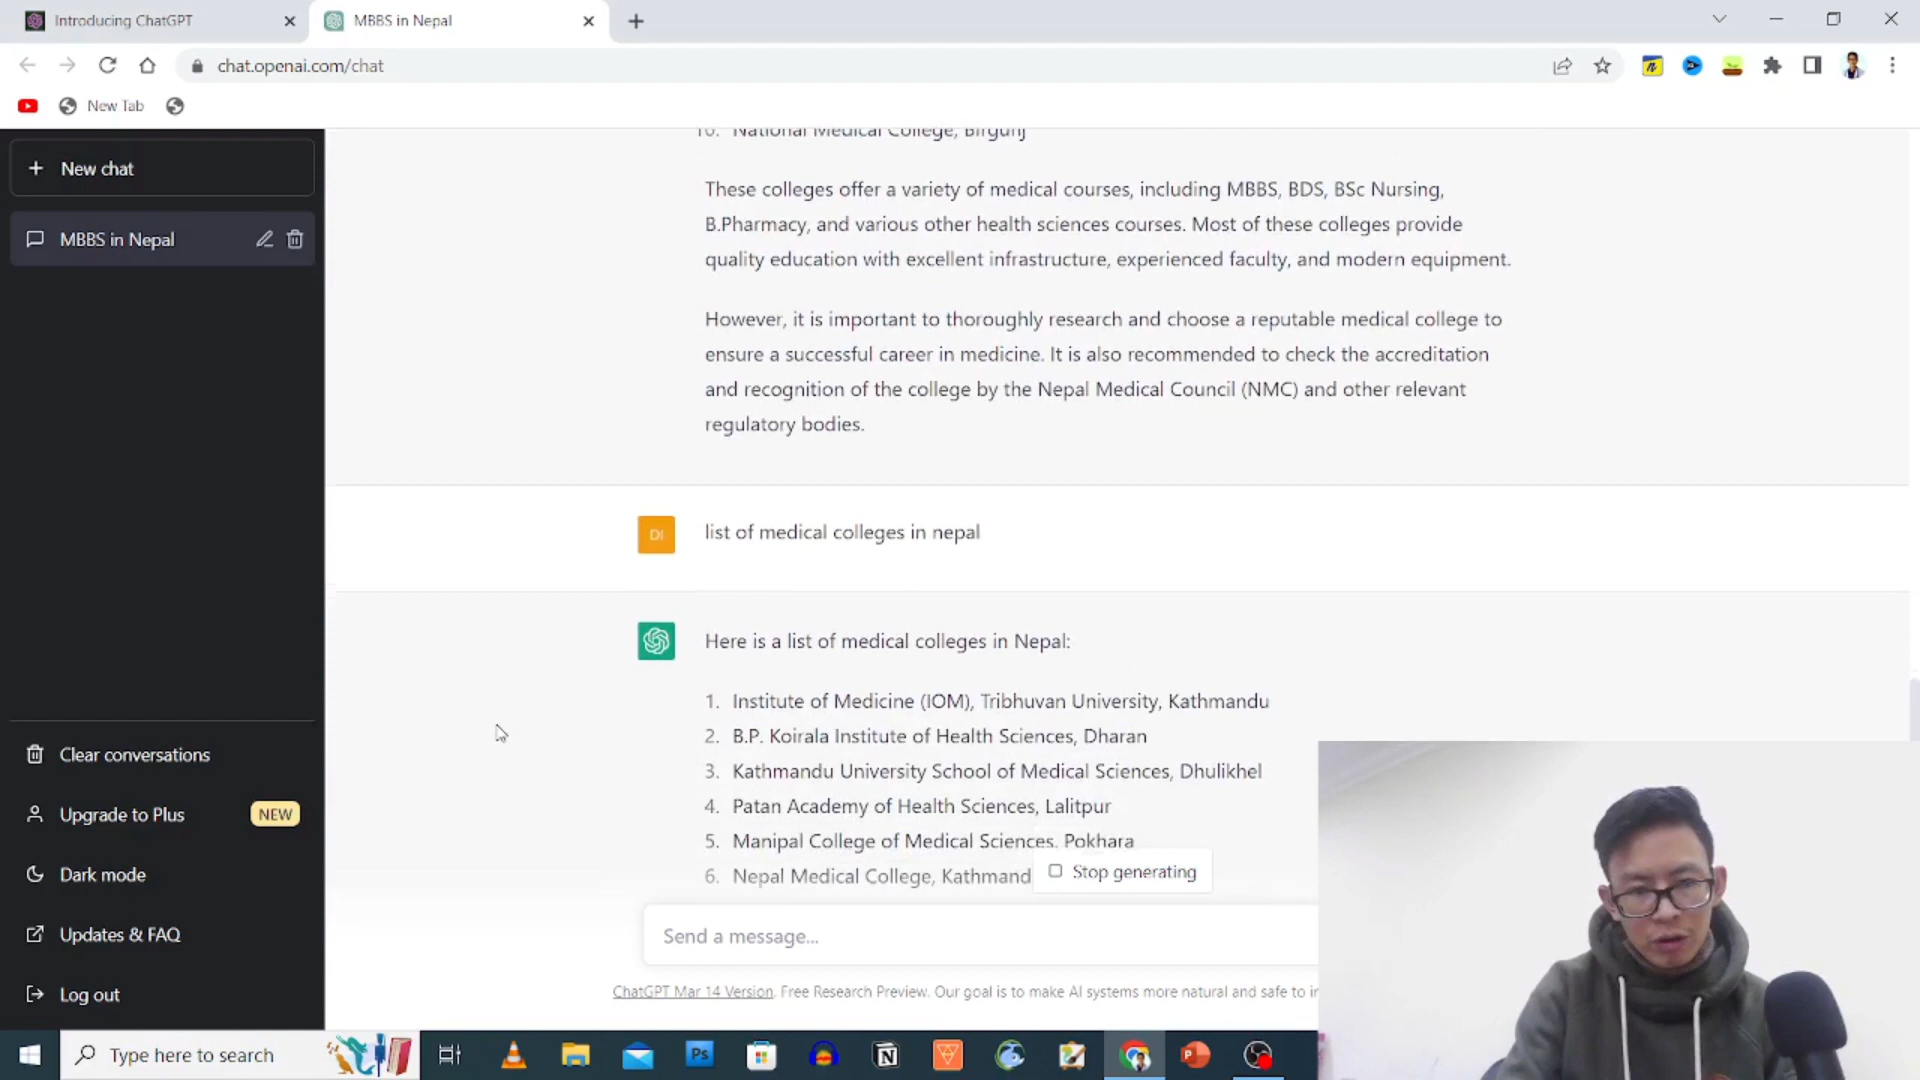 Introducing ChatGPT
MBBS in Nepal
chat.openai.com/chat
New Tab
New chat
MBBS in Nepal
10. National Medical College, Birgunj
These colleges offer a variety of medical courses, including MBBS, BDS, BSc Nursing,
B.Pharmacy, and various other health sciences courses. Most of these colleges provide
quality education with excellent infrastructure, experienced faculty, and modern equipment.
However, it is important to thoroughly research and choose a reputable medical college to
ensure a successful career in medicine. It is also recommended to check the accreditation
and recognition of the college by the Nepal Medical Council (NMC) and other relevant
regulatory bodies.
DI
list of medical colleges in nepal
Here is a list of medical colleges in Nepal:
1. Institute of Medicine (IOM), Tribhuvan University, Kathmandu
2. B.P. Koirala Institute of Health Sciences, Dharan
3. Kathmandu University School of Medical Sciences, Dhulikhel
4. Patan Academy of Health Sciences, Lalitpur
5. Manipal College of Medical Sciences, Pokhara
6. Nepal Medical College, Kathmand
Stop generating
Send a message...
ChatGPT Mar 14 Version. Free Research Preview. Our goal is to make AI systems more natural and safe to
Clear conversations
Upgrade to Plus NEW
Dark mode
Updates & FAQ
Log out
Type here to search
Ps